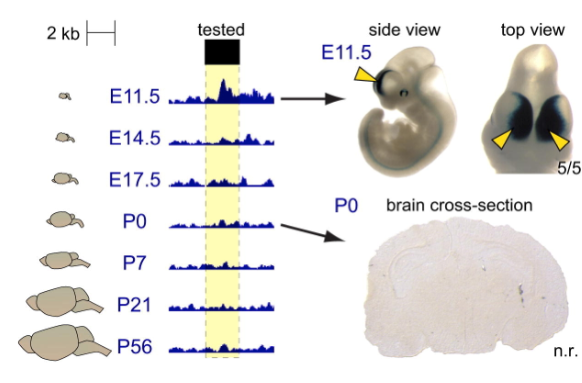 2 kb
tested
side view
top view
E11.5
E11.5
E14.5
E17.5
P0
P7
P21
P56
5/5
P0
brain cross-section
n.r.